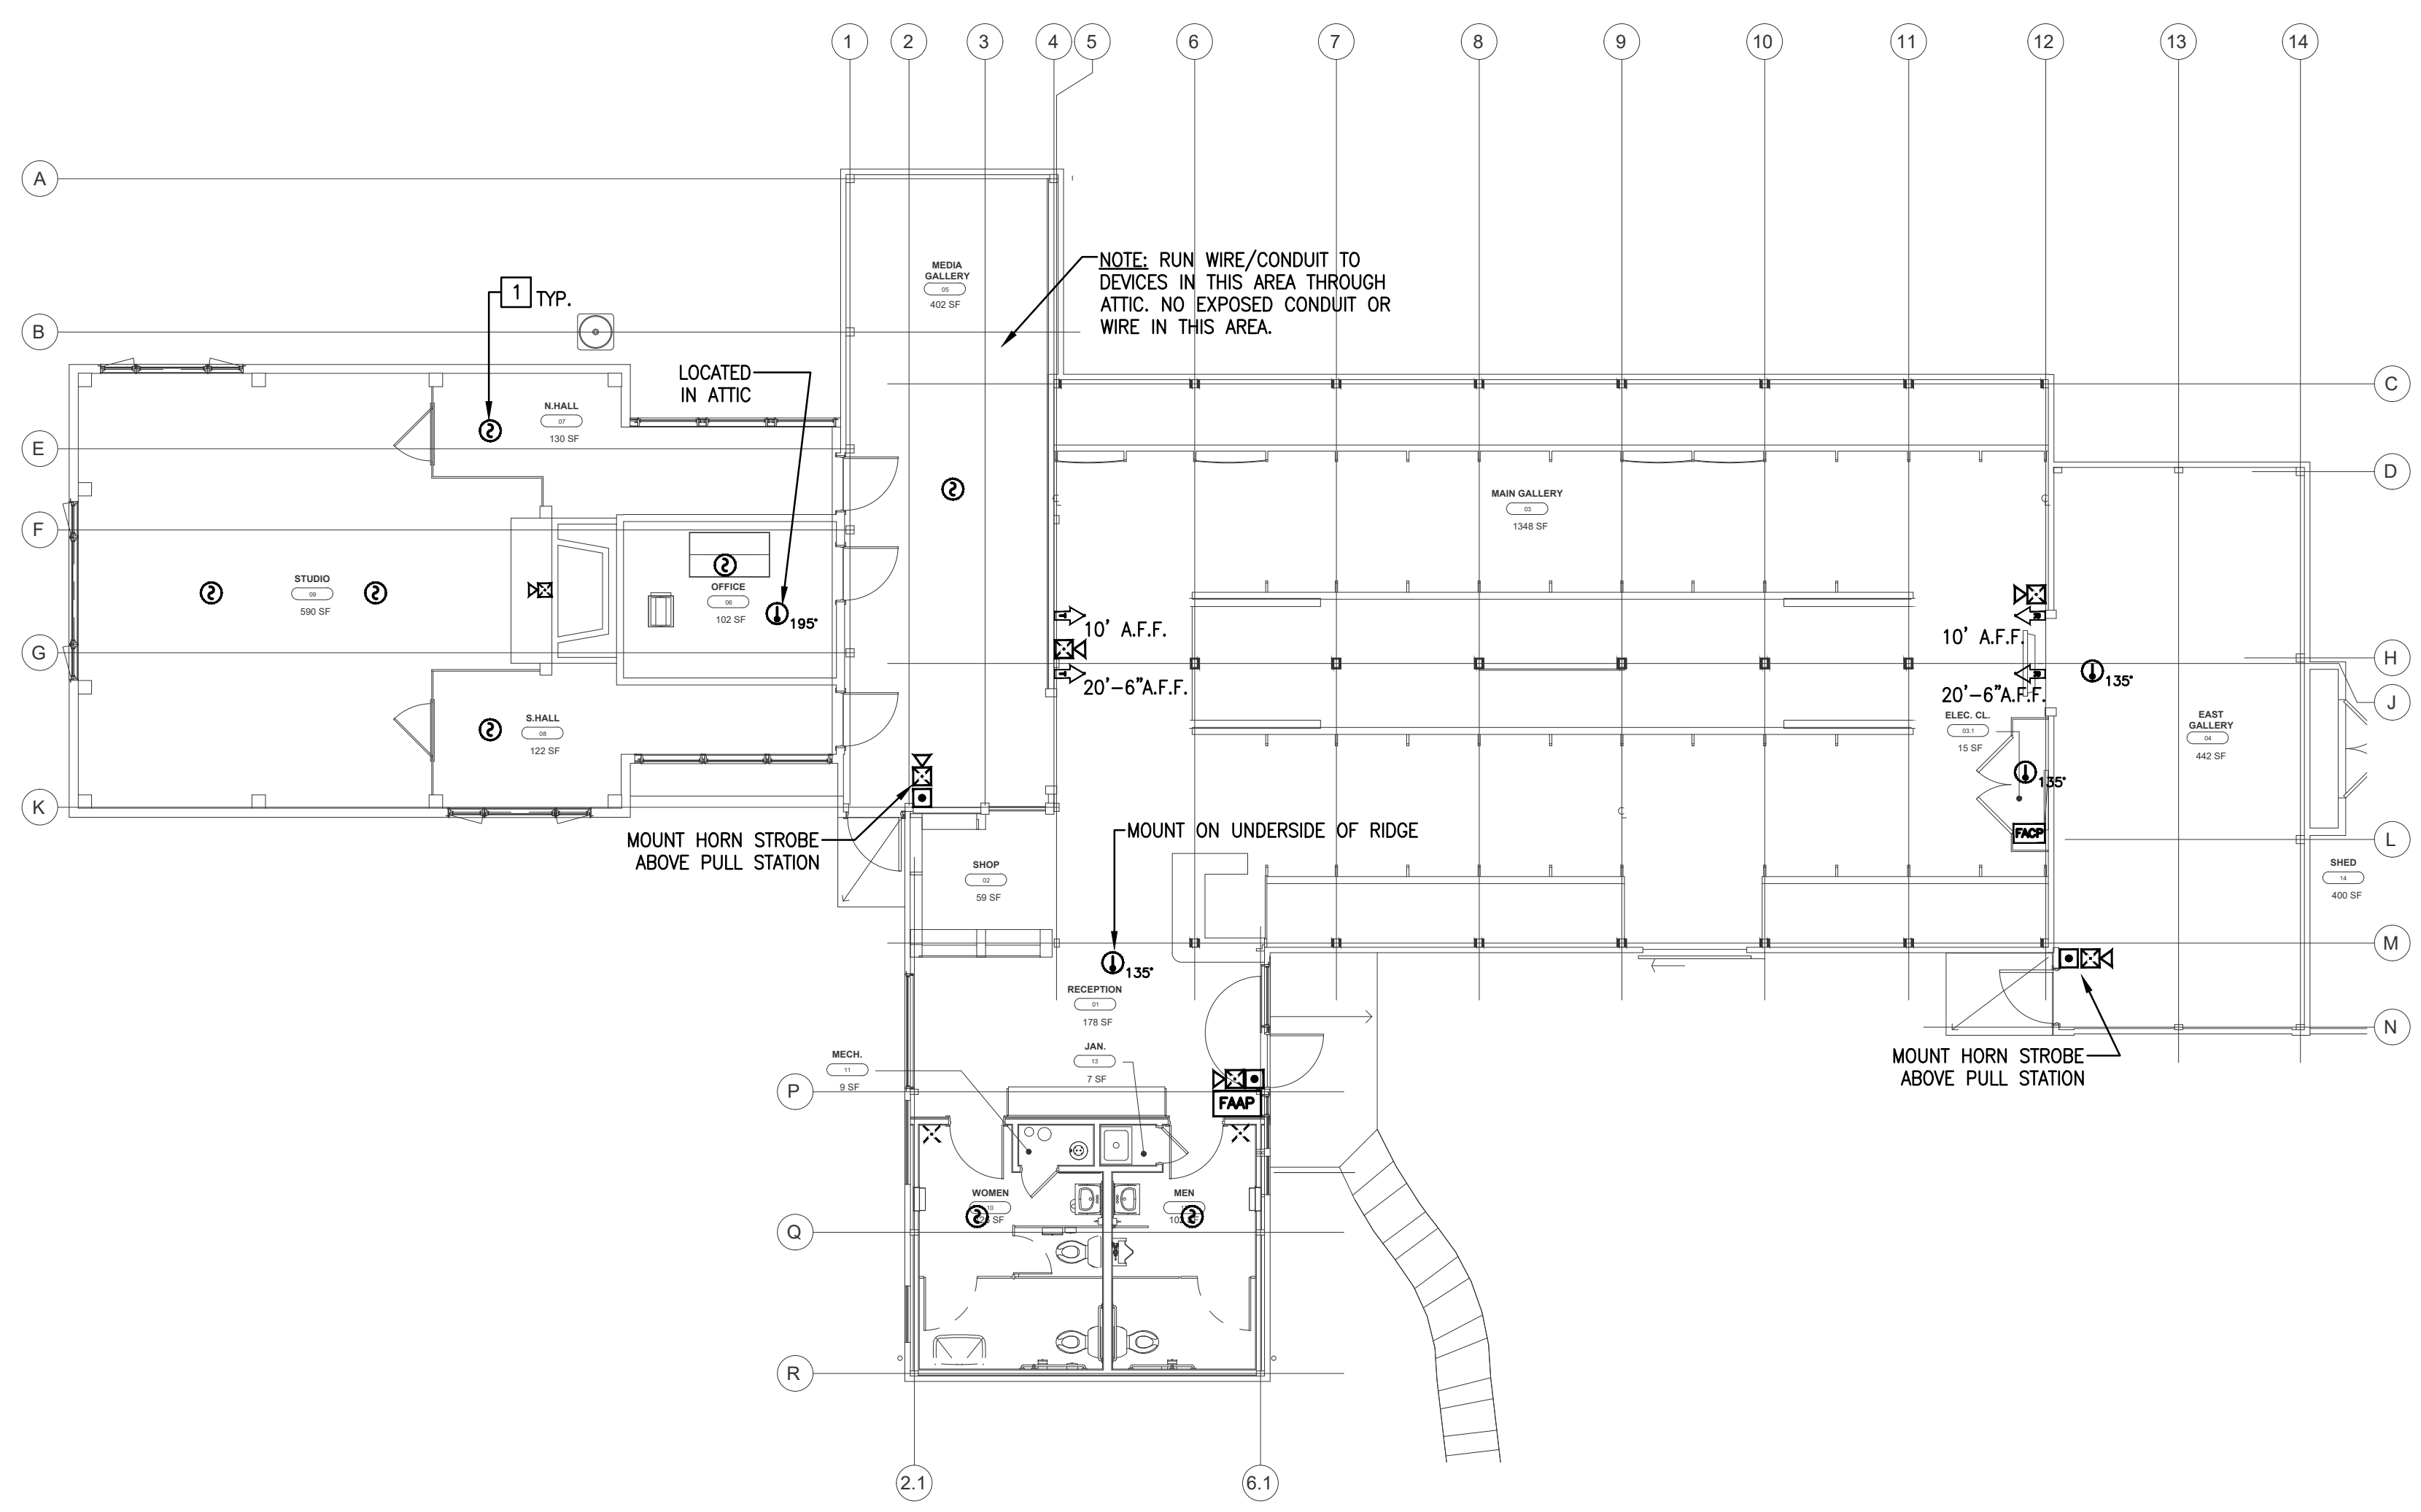 1 2 3 4 5 6 7 8 9 10 11 12 13 14
A
MEDIA
GALLERY
05
402 SF
NOTE: RUN WIRE/CONDUIT TO
DEVICES IN THIS AREA THROUGH
ATTIC. NO EXPOSED CONDUIT OR
WIRE IN THIS AREA.
1 TYP.
B
LOCATED
IN ATTIC
C
N.HALL
07
130 SF
E
D
MAIN GALLERY
03
1348 SF
F
STUDIO
09
590 SF
OFFICE
06
102 SF
195°
10' A.F.F.
10' A.F.F.
G
H
20'-6"A.F.F.
20'-6"A.F.F.
135°
J
S.HALL
08
122 SF
ELEC. CL.
03.1
15 SF
EAST
GALLERY
04
442 SF
135°
K
MOUNT HORN STROBE
ABOVE PULL STATION
MOUNT ON UNDERSIDE OF RIDGE
FACP
L
SHOP
02
59 SF
SHED
14
400 SF
M
135°
RECEPTION
01
178 SF
N
MOUNT HORN STROBE
ABOVE PULL STATION
MECH.
11
9 SF
JAN.
13
7 SF
P
FAAP
WOMEN
10
SF
MEN
Q
R
2.1 6.1